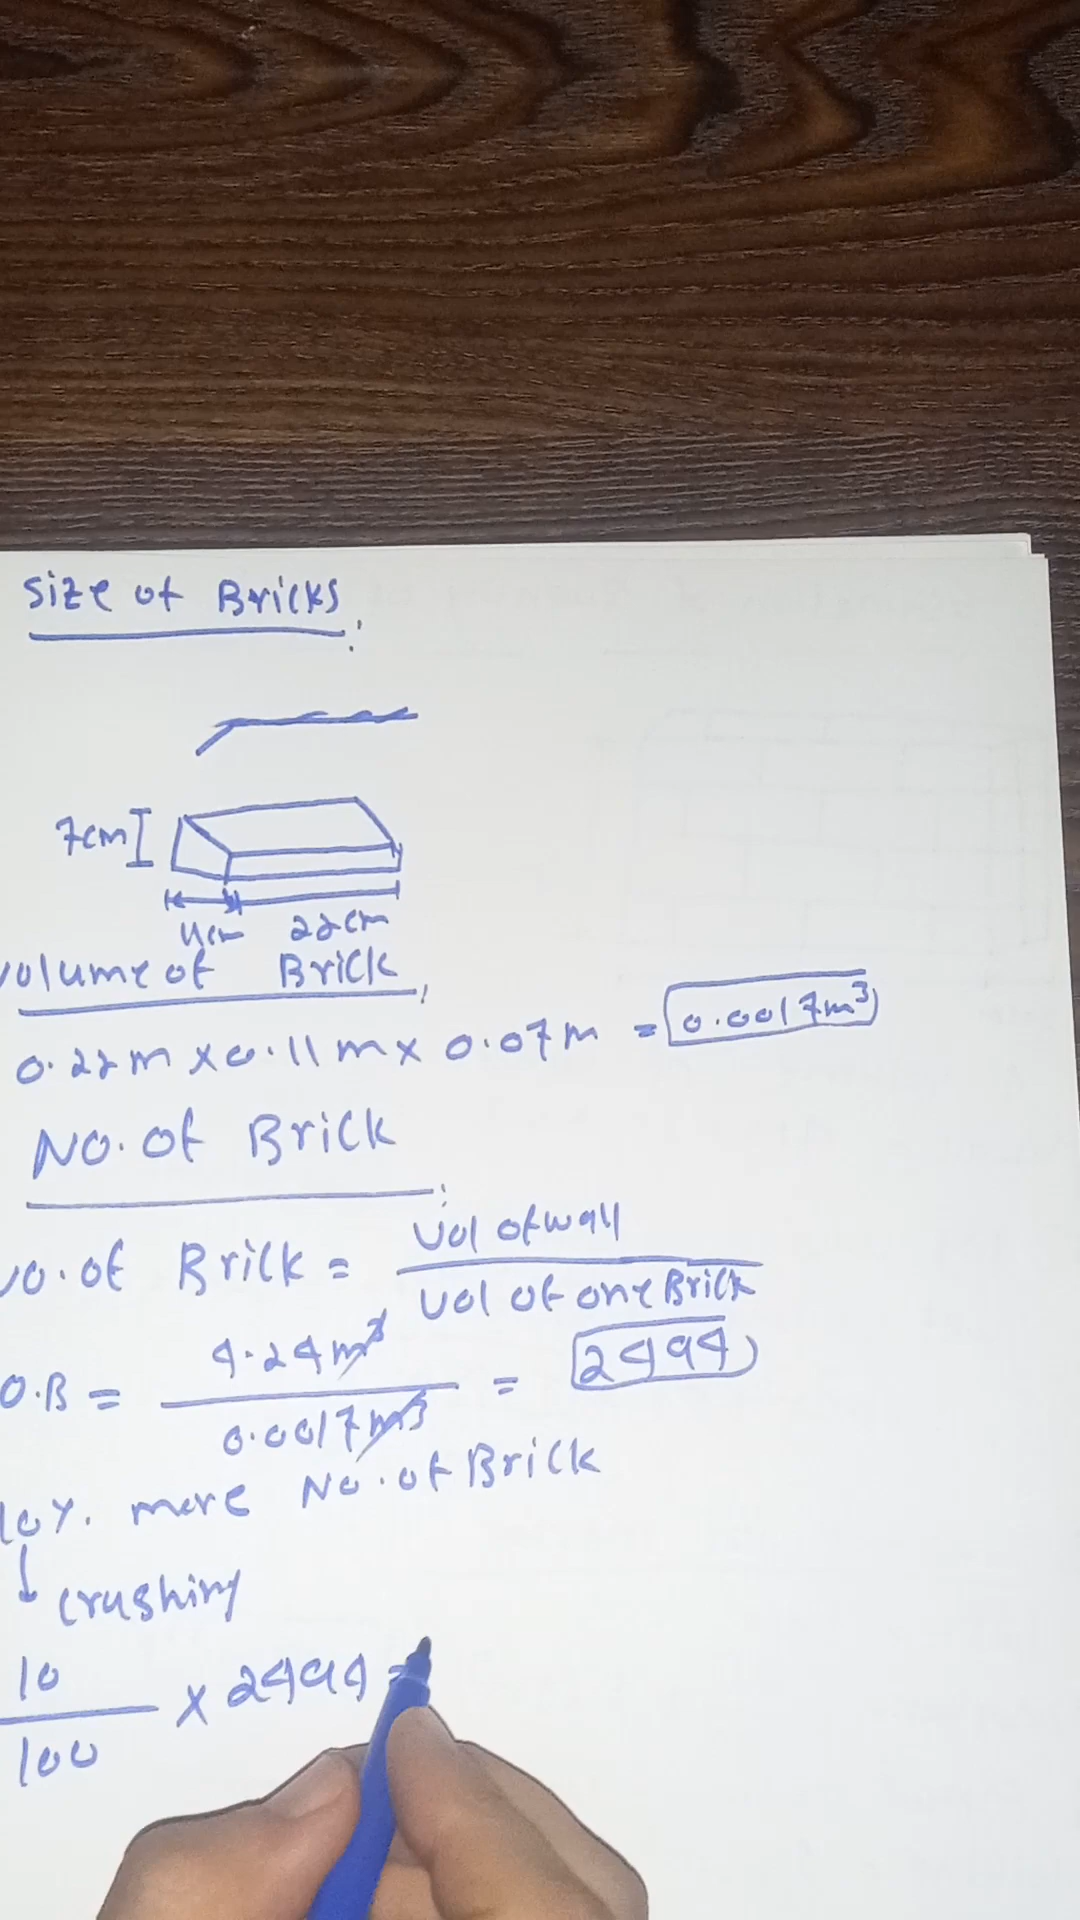 Size of Bricks:
7cm
11cm 22cm
volume of Brick,
0.22m x 0.11m x 0.07m = 0.0017m³
No. of Brick:
No. of Brick = Vol of wall
Vol of one Brick
O.B = 4.24m³ = 2494
0.0017m³
10%. more No. of Brick
↓ crushing
10 x 2494 =
100